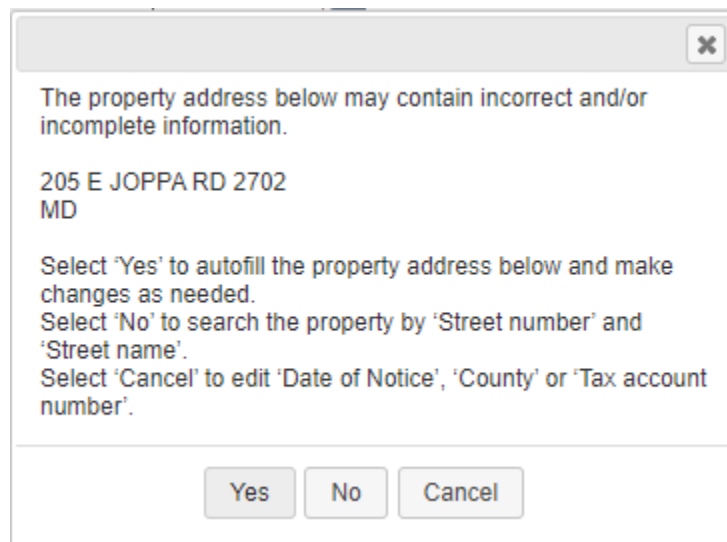 The property address below may contain incorrect and/or
incomplete information.
205 E JOPPA RD 2702
MD
Select ‘Yes’ to autofill the property address below and make
changes as needed.
Select ‘No’ to search the property by ‘Street number’ and
‘Street name’.
Select ‘Cancel’ to edit ‘Date of Notice’, ‘County’ or ‘Tax account
number’.
Yes No Cancel